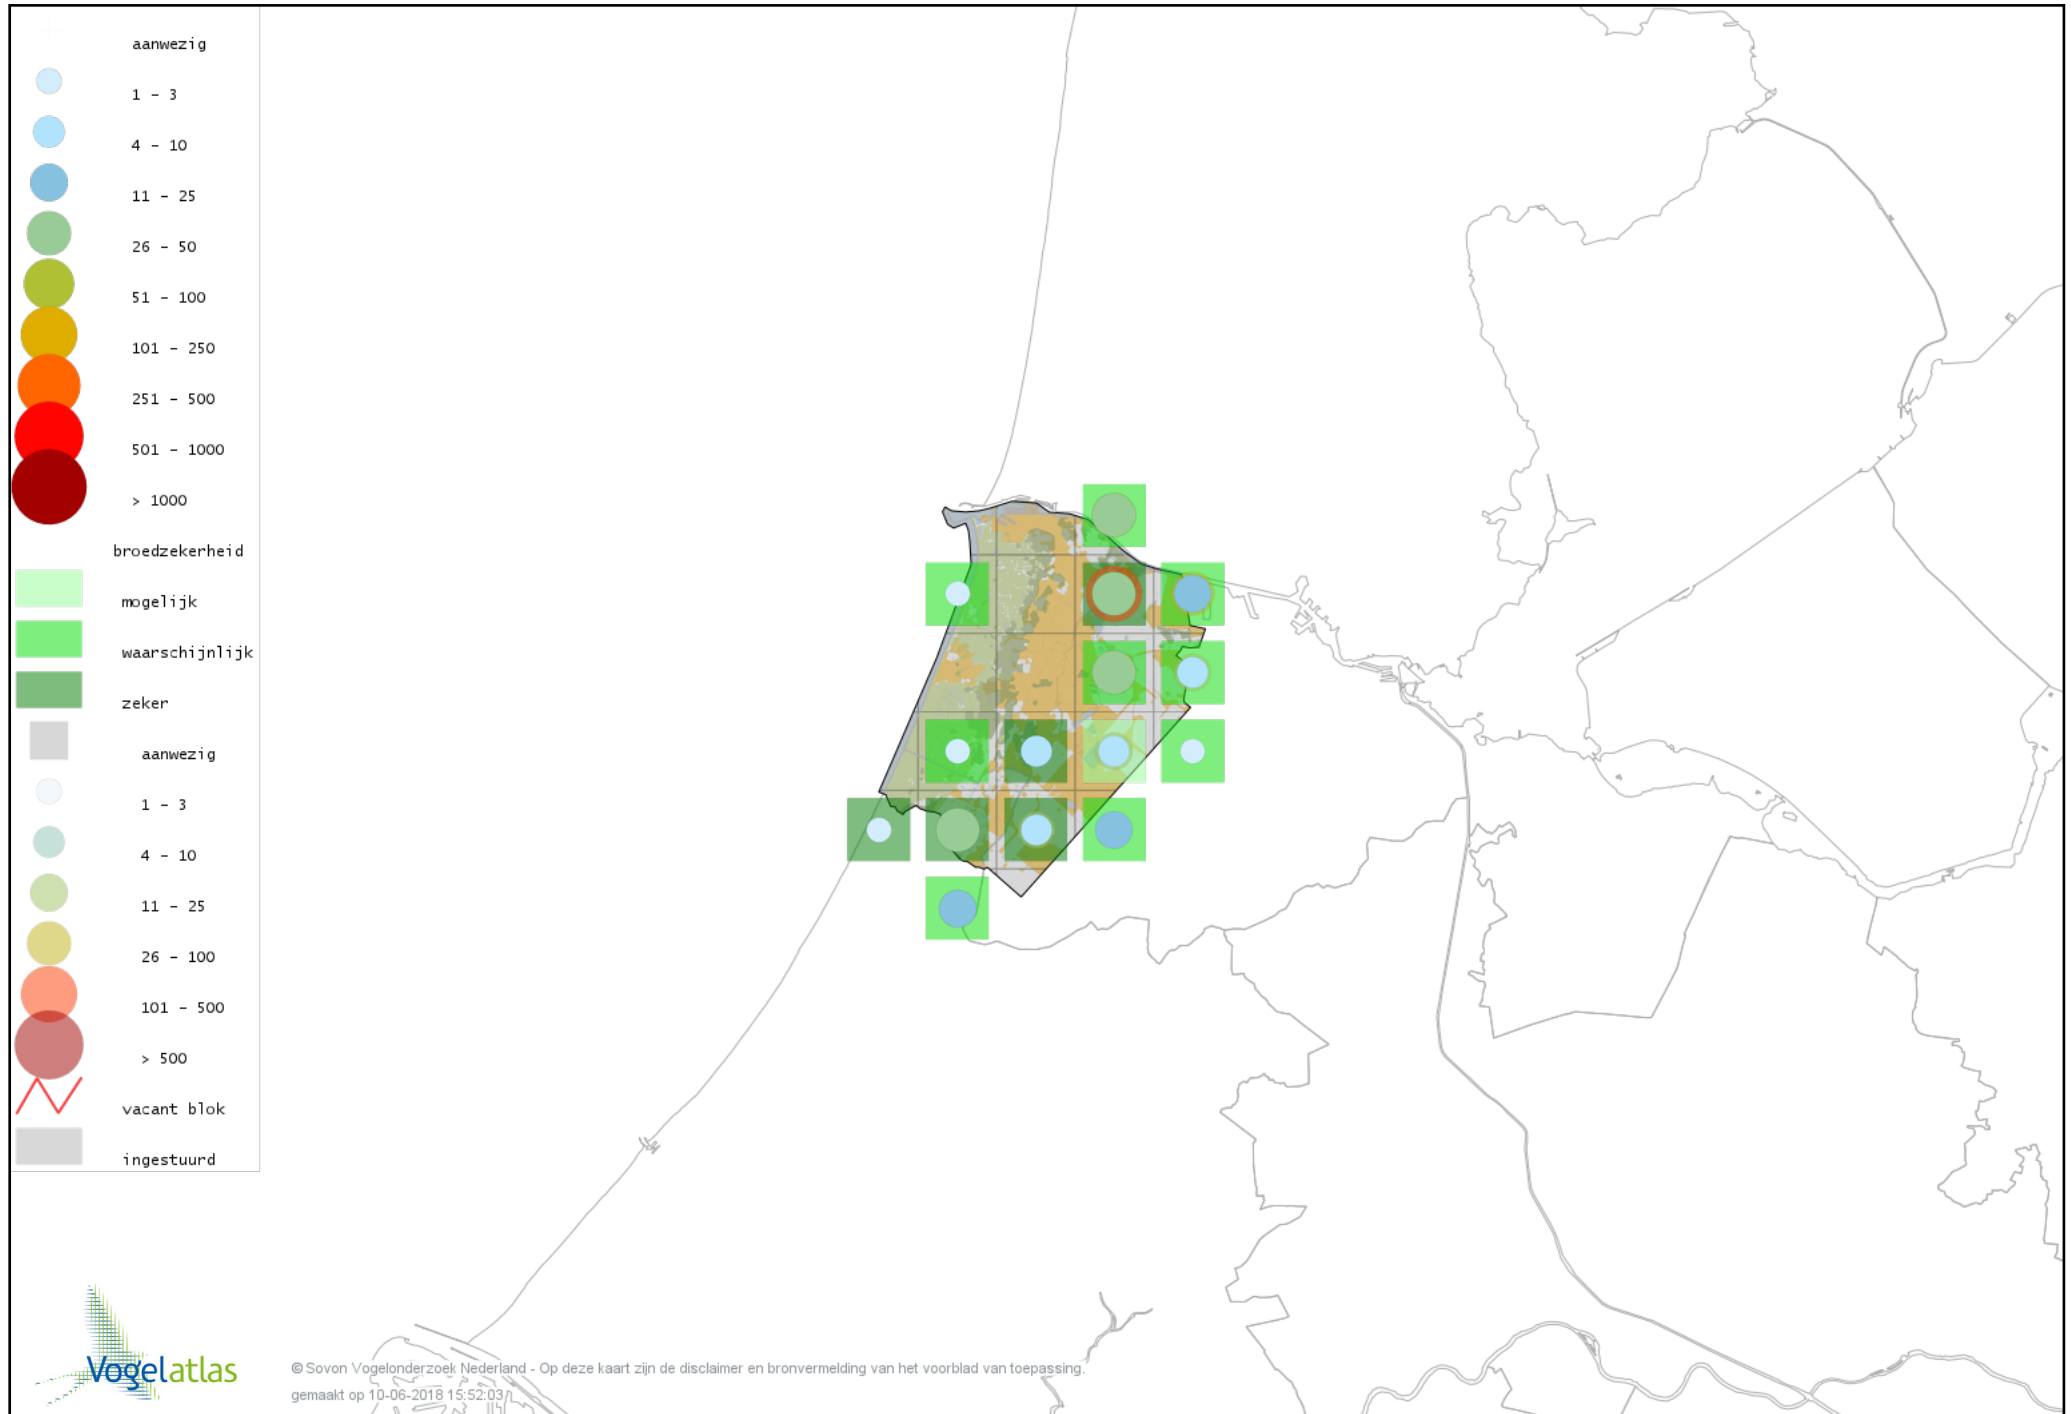 aanwezig
1 - 3
4 - 10
11 - 25
26 - 50
51 - 100
101 - 250
251 - 500
501 - 1000
> 1000
broedzekerheid
mogelijk
waarschijnlijk
zeker
aanwezig
1 - 3
4 - 10
11 - 25
26 - 100
101 - 500
> 500
vacant blok
ingestuurd
Vogelatlas
© Sovon Vogelonderzoek Nederland - Op deze kaart zijn de disclaimer en bronvermelding van het voorblad van toepassing.
gemaakt op 10-06-2018 15:52:03